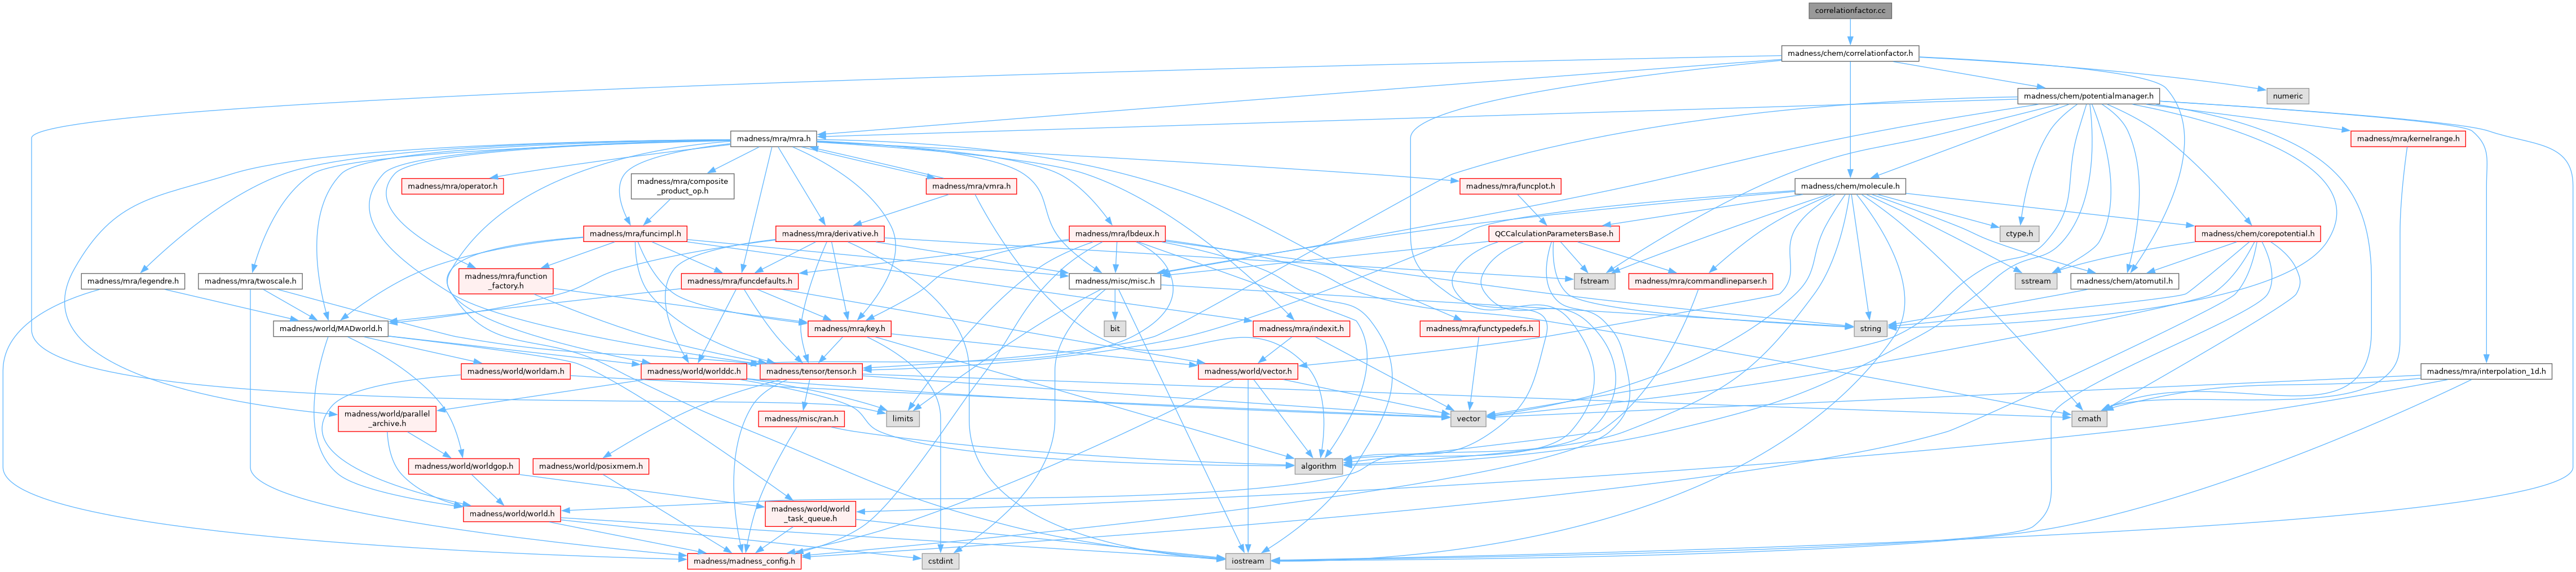 correlationfactor.cc
madness/chem/correlationfactor.h
madness/chem/potentialmanager.h
numeric
madness/mra/mra.h
madness/mra/kernelrange.h
madness/mra/operator.h
madness/mra/composite
_product_op.h
madness/mra/vmra.h
madness/mra/funcplot.h
madness/chem/molecule.h
madness/mra/funcimpl.h
madness/mra/derivative.h
madness/mra/lbdeux.h
QCCalculationParametersBase.h
ctype.h
madness/chem/corepotential.h
madness/mra/legendre.h
madness/mra/twoscale.h
madness/mra/function
_factory.h
madness/mra/funcdefaults.h
madness/misc/misc.h
fstream
madness/mra/commandlineparser.h
sstream
madness/chem/atomutil.h
madness/world/MADworld.h
madness/mra/key.h
bit
madness/mra/indexit.h
madness/mra/functypedefs.h
string
madness/world/worldam.h
madness/world/worlddc.h
madness/tensor/tensor.h
madness/world/vector.h
madness/mra/interpolation_1d.h
madness/world/parallel
_archive.h
madness/misc/ran.h
limits
vector
cmath
madness/world/worldgop.h
madness/world/posixmem.h
algorithm
madness/world/world.h
madness/world/world
_task_queue.h
madness/madness_config.h
cstdint
iostream